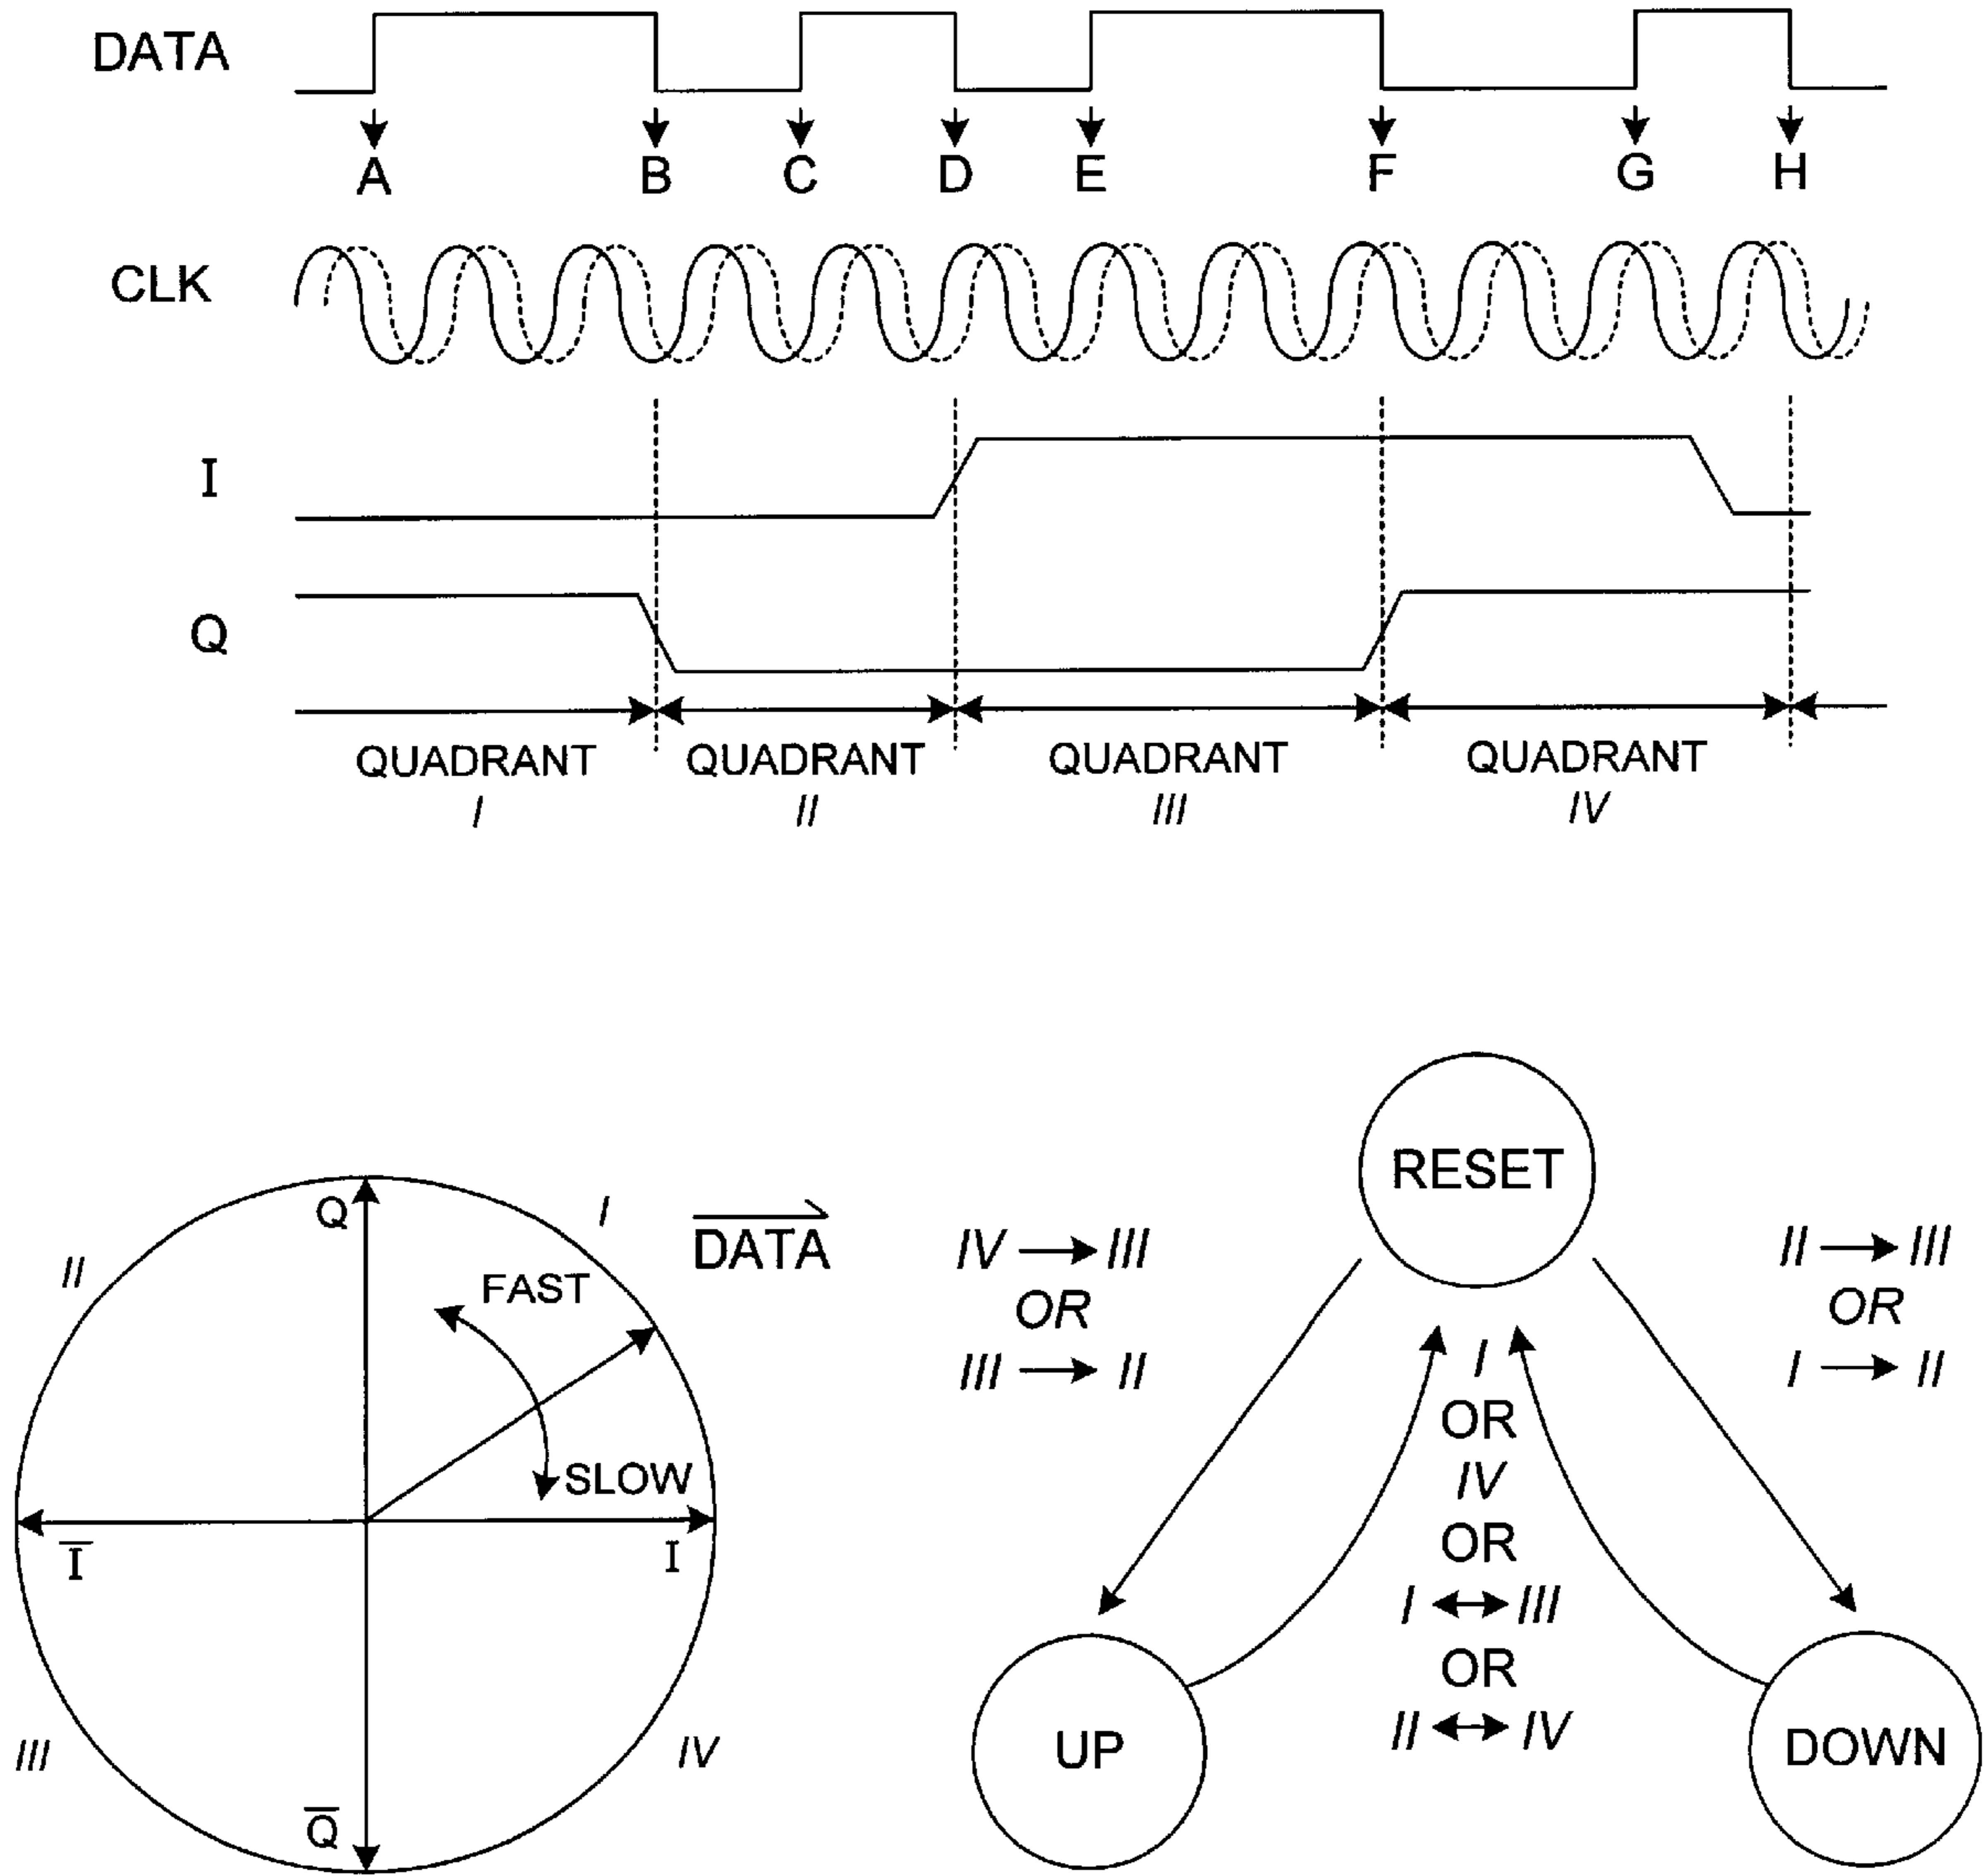 DATA
A B C D E F G H
CLK
I
Q
QUADRANT QUADRANT QUADRANT QUADRANT
I II III IV
Q
I
II
FAST
SLOW
DATA
I̅
I
III
IV
Q̅
RESET
IV → III
OR
III → II
II → III
OR
I → II
I
OR
IV
OR
I ↔ III
OR
II ↔ IV
UP
DOWN